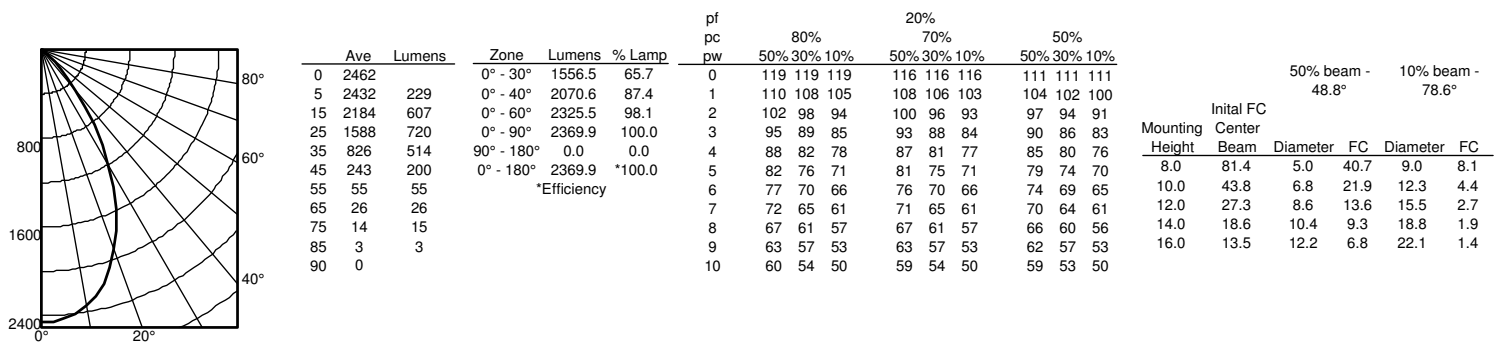 800
1600
2400
0°
20°
40°
60°
80°
Ave Lumens
0 2462
5 2432 229
15 2184 607
25 1588 720
35 826 514
45 243 200
55 55 55
65 26 26
75 14 15
85 3 3
90 0
Zone Lumens % Lamp
0° - 30° 1556.5 65.7
0° - 40° 2070.6 87.4
0° - 60° 2325.5 98.1
0° - 90° 2369.9 100.0
90° - 180° 0.0 0.0
0° - 180° 2369.9 *100.0
*Efficiency
pf 20%
pc 80% 70% 50%
pw 50% 30% 10% 50% 30% 10% 50% 30% 10%
0 119 119 119 116 116 116 111 111 111
1 110 108 105 108 106 103 104 102 100
2 102 98 94 100 96 93 97 94 91
3 95 89 85 93 88 84 90 86 83
4 88 82 78 87 81 77 85 80 76
5 82 76 71 81 75 71 79 74 70
6 77 70 66 76 70 66 74 69 65
7 72 65 61 71 65 61 70 64 61
8 67 61 57 67 61 57 66 60 56
9 63 57 53 63 57 53 62 57 53
10 60 54 50 59 54 50 59 53 50
50% beam - 10% beam -
48.8° 78.6°
Inital FC
Mounting Center
Height Beam Diameter FC Diameter FC
8.0 81.4 5.0 40.7 9.0 8.1
10.0 43.8 6.8 21.9 12.3 4.4
12.0 27.3 8.6 13.6 15.5 2.7
14.0 18.6 10.4 9.3 18.8 1.9
16.0 13.5 12.2 6.8 22.1 1.4